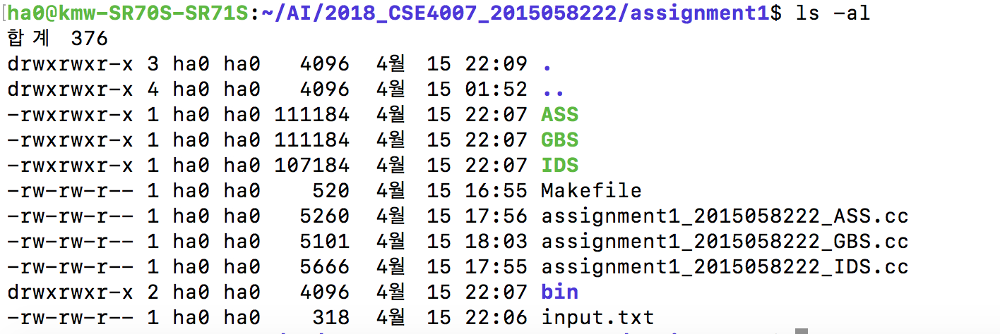 ha0@kmw-SR70S-SR71S:~/AI/2018_CSE4007_2015058222/assignment1$ ls -al
합계 376
drwxrwxr-x 3 ha0 ha0 4096 4월 15 22:09 .
drwxrwxr-x 4 ha0 ha0 4096 4월 15 01:52 ..
-rwxrwxr-x 1 ha0 ha0 111184 4월 15 22:07 ASS
-rwxrwxr-x 1 ha0 ha0 111184 4월 15 22:07 GBS
-rwxrwxr-x 1 ha0 ha0 107184 4월 15 22:07 IDS
-rw-rw-r-- 1 ha0 ha0 520 4월 15 16:55 Makefile
-rw-rw-r-- 1 ha0 ha0 5260 4월 15 17:56 assignment1_2015058222_ASS.cc
-rw-rw-r-- 1 ha0 ha0 5101 4월 15 18:03 assignment1_2015058222_GBS.cc
-rw-rw-r-- 1 ha0 ha0 5666 4월 15 17:55 assignment1_2015058222_IDS.cc
drwxrwxr-x 2 ha0 ha0 4096 4월 15 22:07 bin
-rw-rw-r-- 1 ha0 ha0 318 4월 15 22:06 input.txt